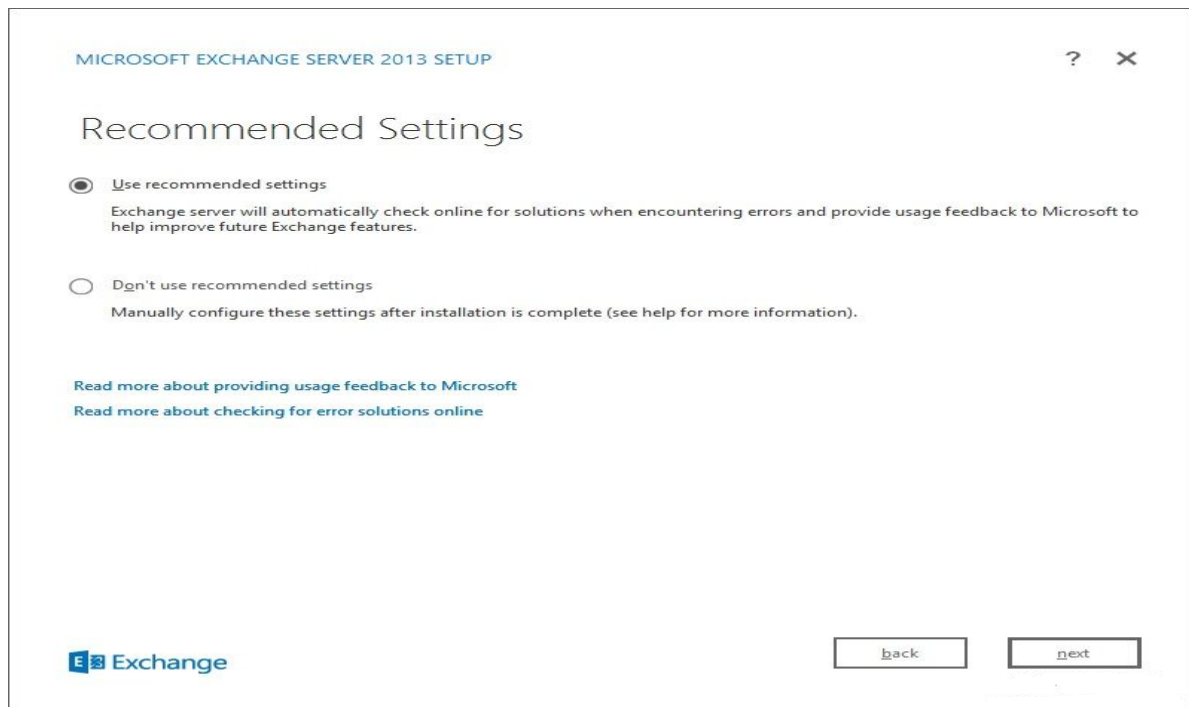 MICROSOFT EXCHANGE SERVER 2013 SETUP
? ✕
Recommended Settings
Use recommended settings
Exchange server will automatically check online for solutions when encountering errors and provide usage feedback to Microsoft to
help improve future Exchange features.
Don't use recommended settings
Manually configure these settings after installation is complete (see help for more information).
Read more about providing usage feedback to Microsoft
Read more about checking for error solutions online
E Exchange
back
next